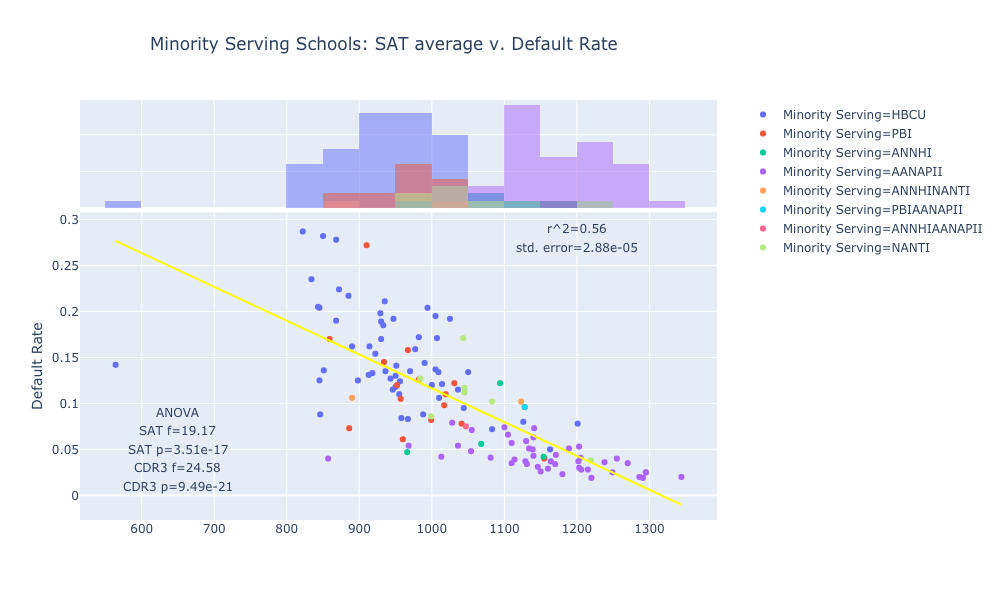 Minority Serving Schools: SAT average v. Default Rate
Minority Serving=HBCU
Minority Serving=PBI
Minority Serving=ANNHI
Minority Serving=AANAPII
Minority Serving=ANNHINANTI
Minority Serving=PBIAANAPII
Minority Serving=ANNHIAANAPII
Minority Serving=NANTI
0.3
0.25
0.2
0.15
0.1
0.05
0
Default Rate
r^2=0.56
std. error=2.88e-05
ANOVA
SAT f=19.17
SAT p=3.51e-17
CDR3 f=24.58
CDR3 p=9.49e-21
600 700 800 900 1000 1100 1200 1300